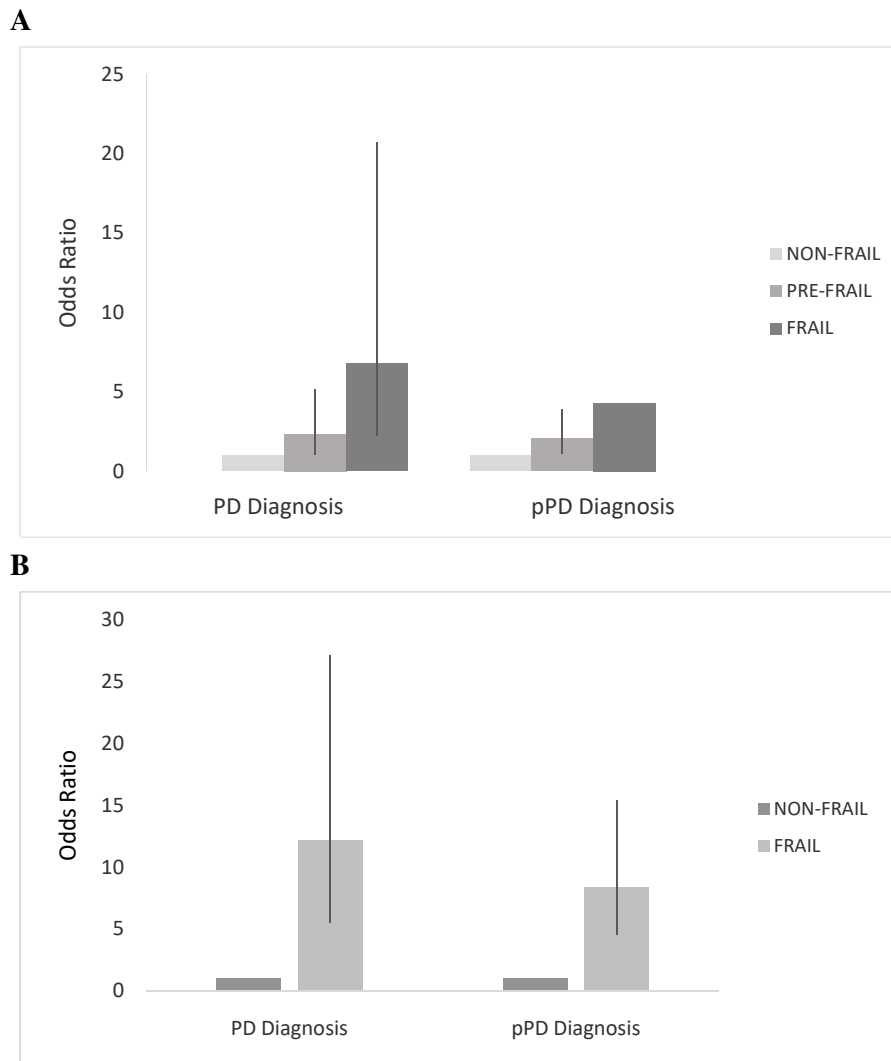 A
25
20
15
10
5
0
Odds Ratio
PD Diagnosis
pPD Diagnosis
NON-FRAIL
PRE-FRAIL
FRAIL
B
30
25
20
15
10
5
0
Odds Ratio
PD Diagnosis
pPD Diagnosis
NON-FRAIL
FRAIL